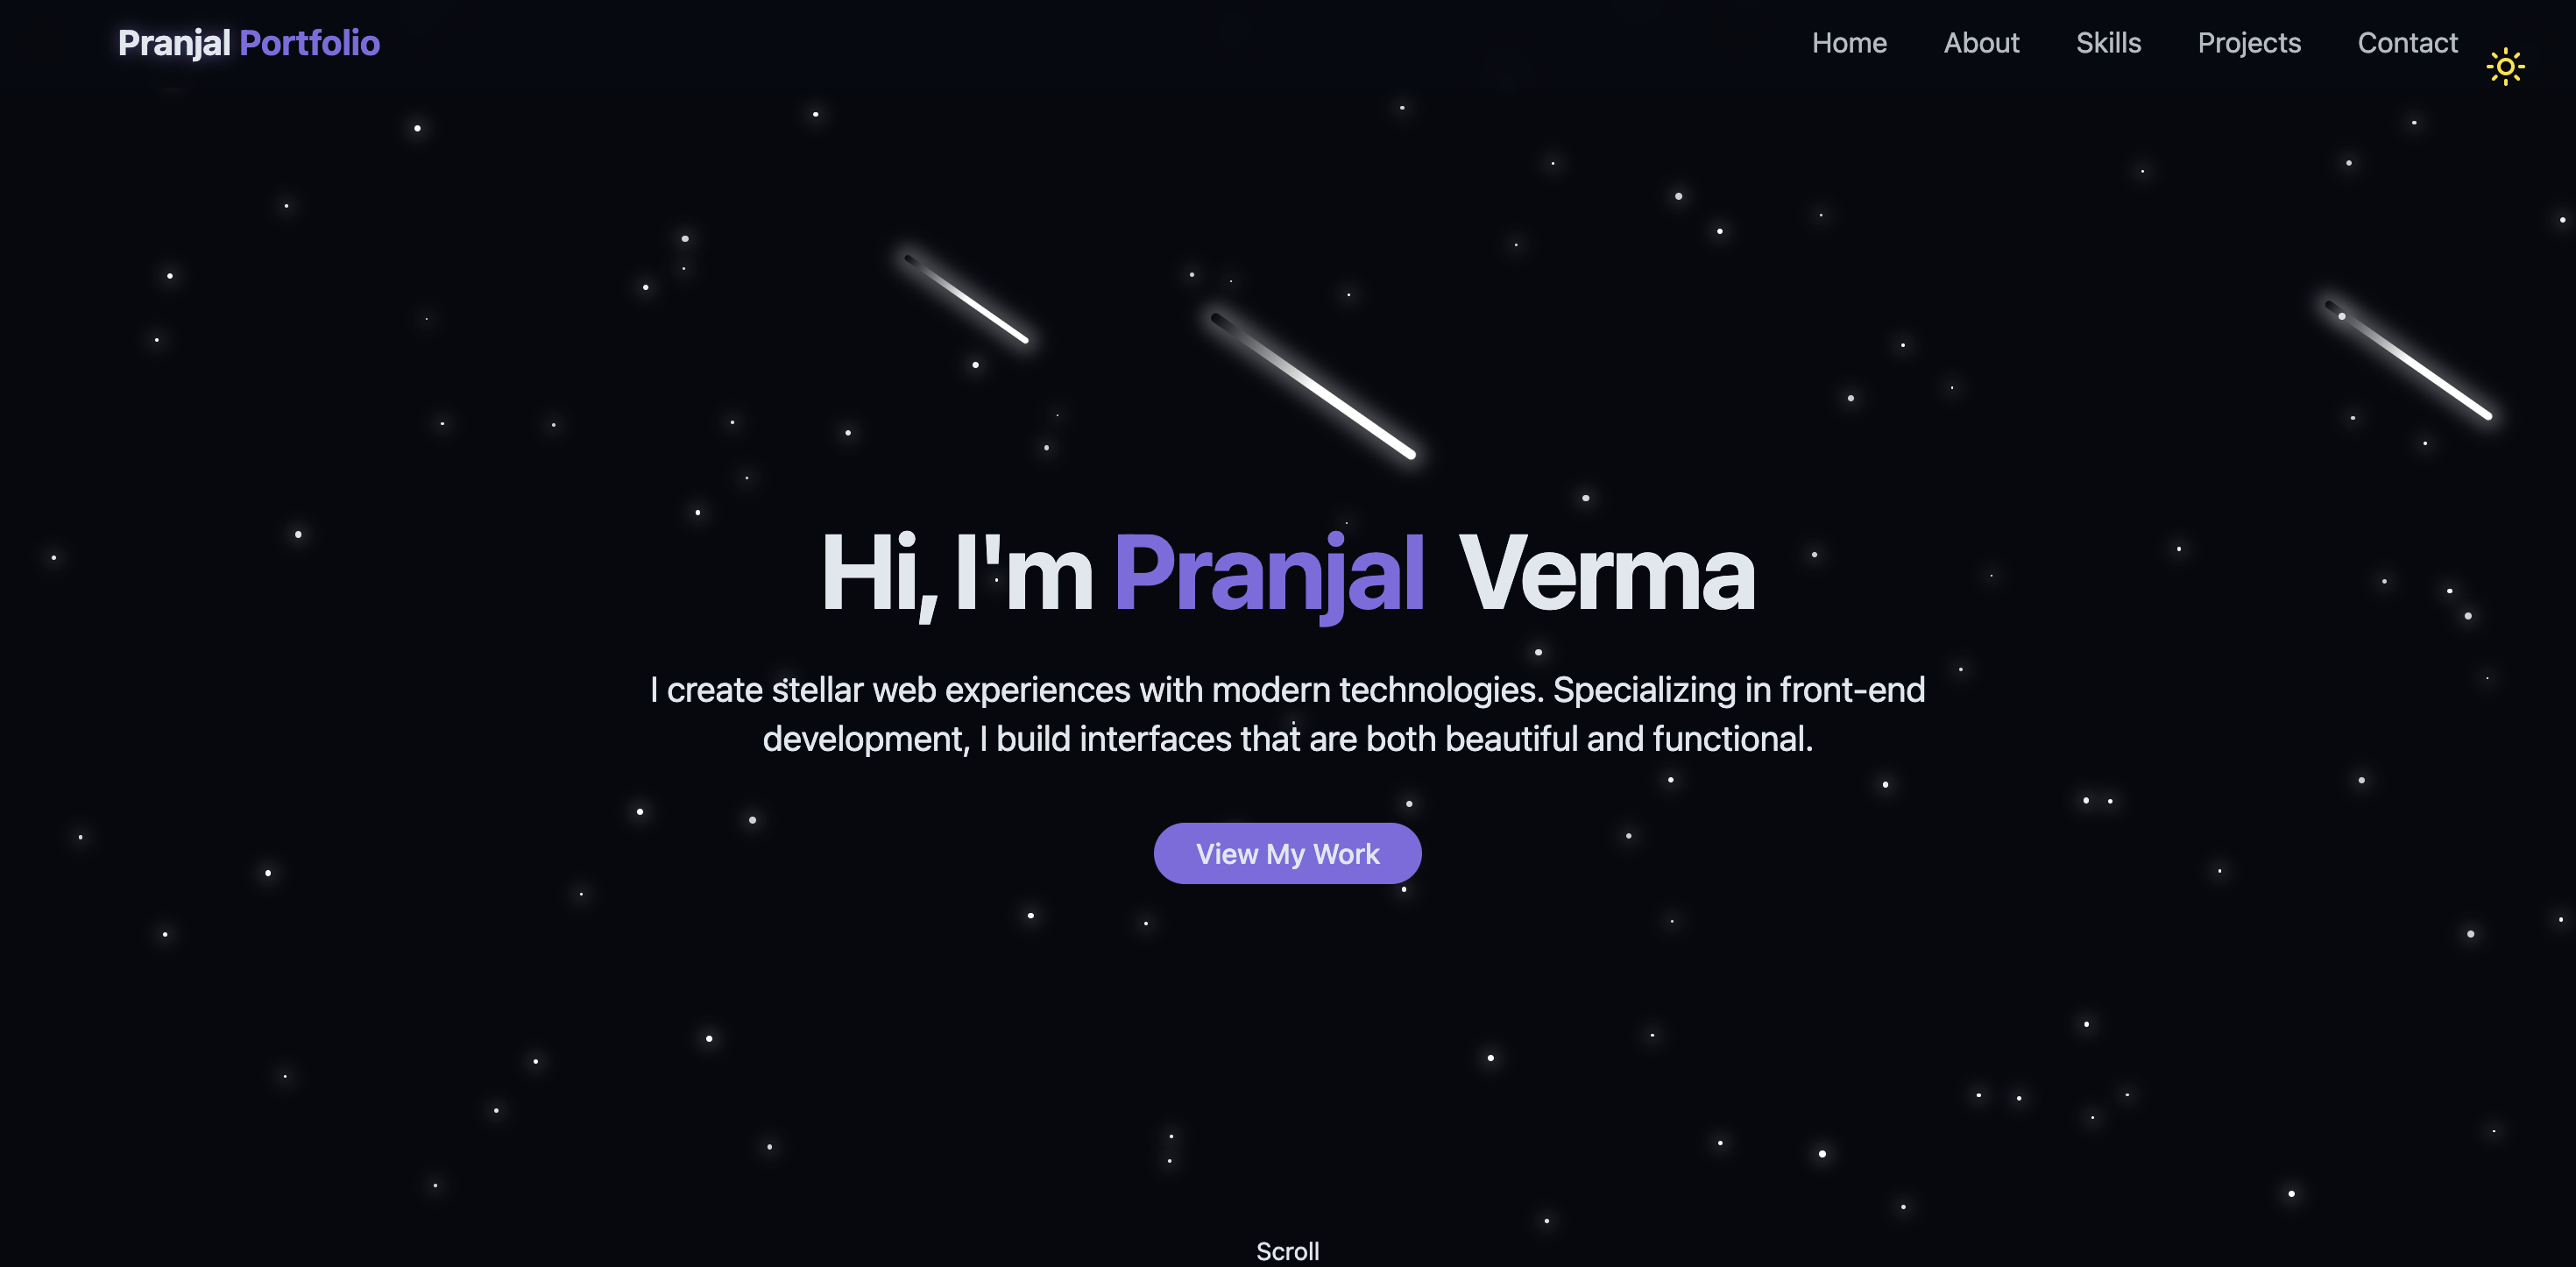 Pranjal Portfolio
Home About Skills Projects Contact
Hi, I'm Pranjal Verma
I create stellar web experiences with modern technologies. Specializing in front-end
development, I build interfaces that are both beautiful and functional.
View My Work
Scroll